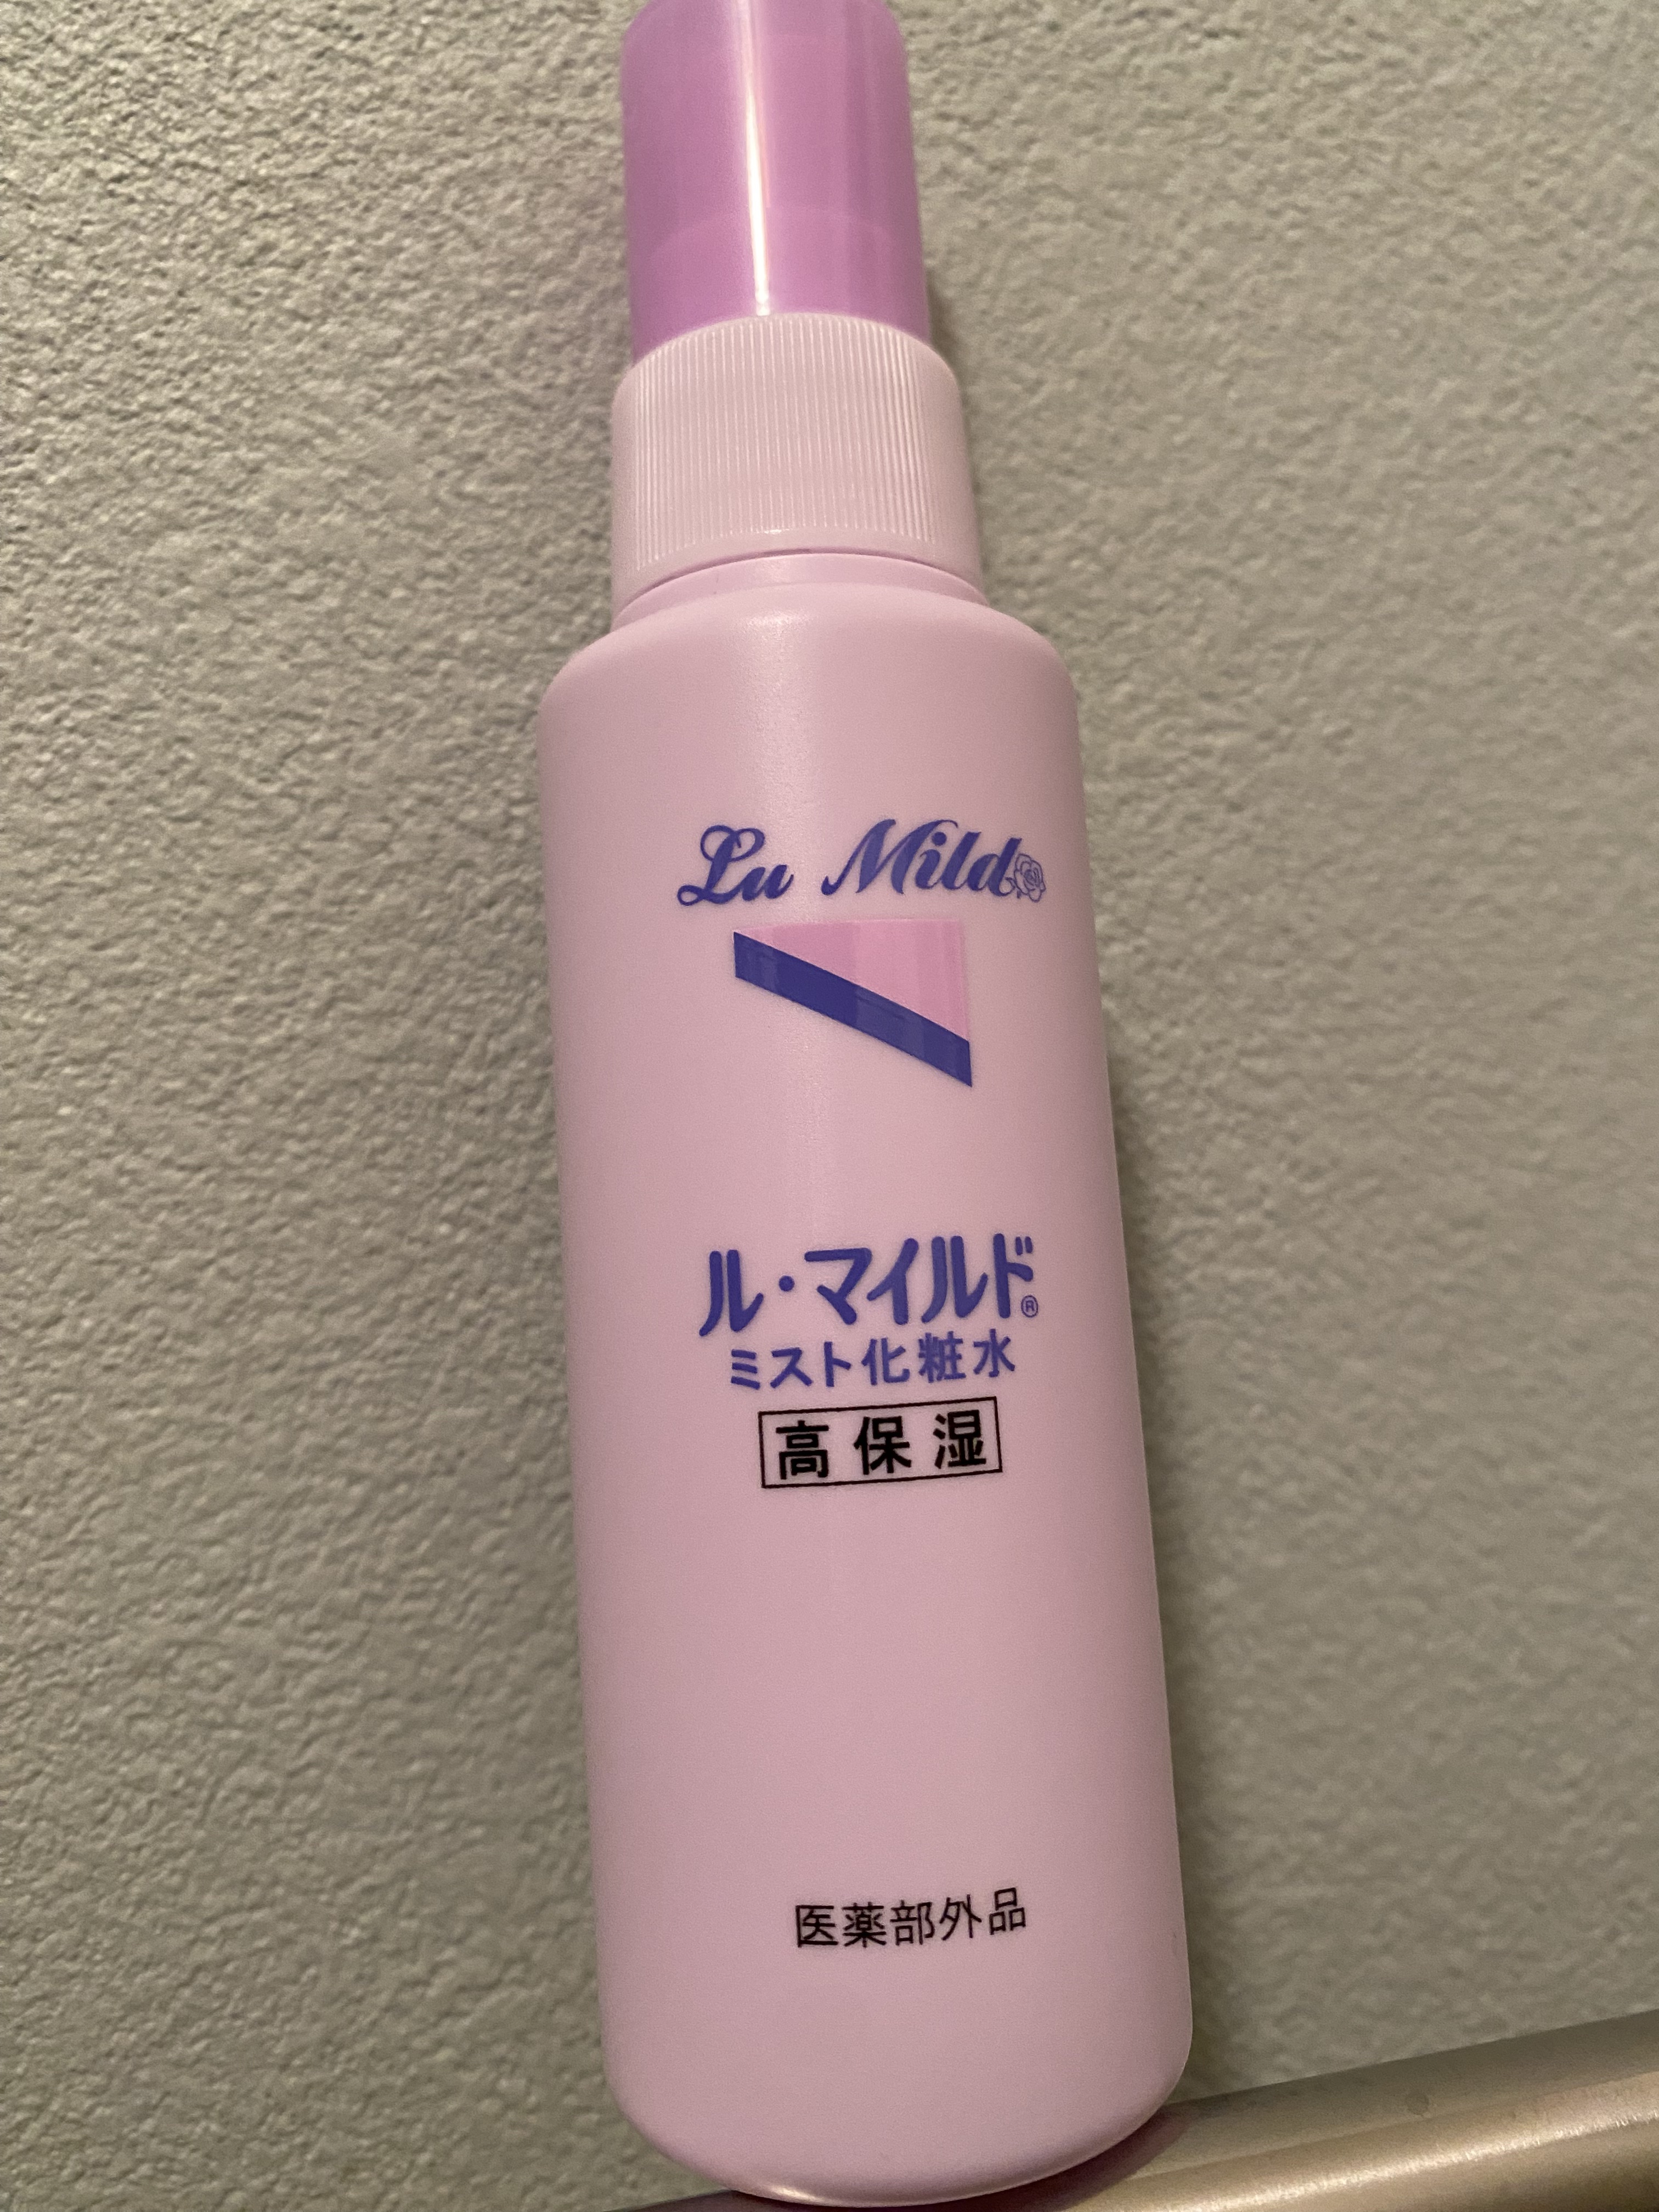 Lu Mild
ル・マイルド®
ミスト化粧水
高保湿
医薬部外品